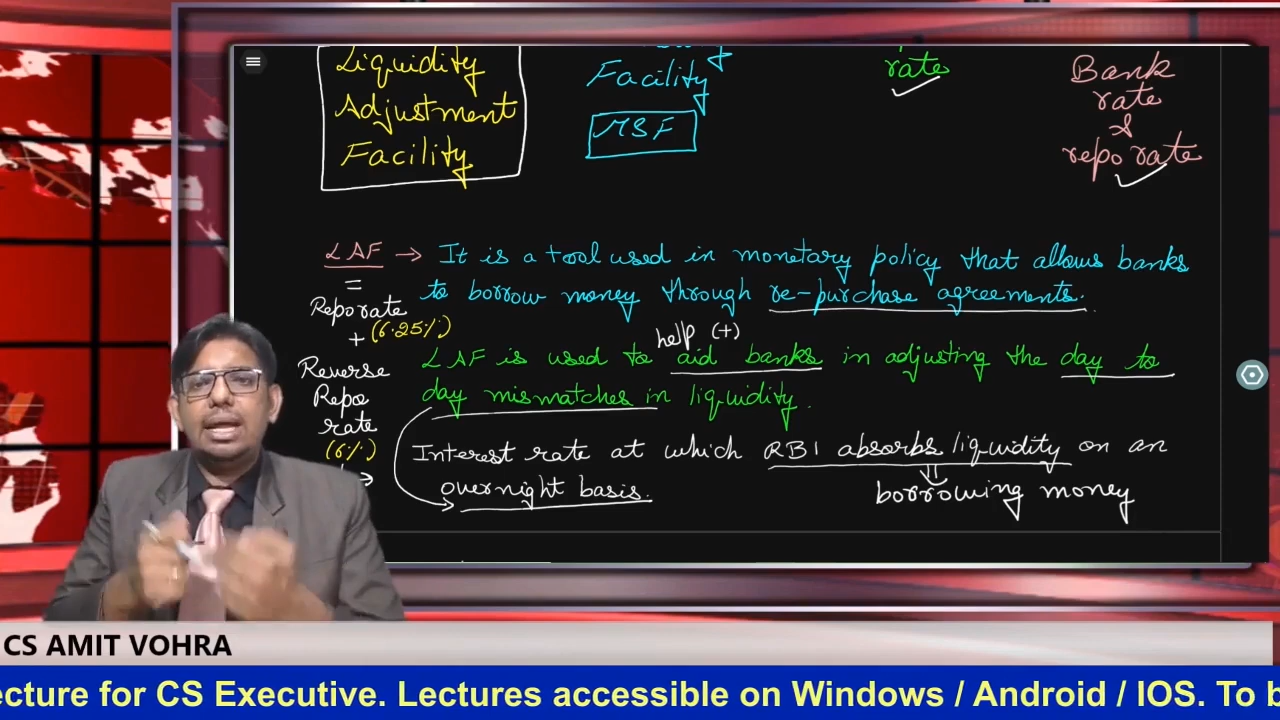 Liquidity
Adjustment
Facility
Facility
MSF
rate
Bank
rate
&
repo rate
LAF → It is a tool used in monetary policy that allows banks
to borrow money through re-purchase agreements.
=
Repo rate
+ (6.25%)
Reverse
Repo
rate
(6%)
help (+)
LAF is used to aid banks in adjusting the day to
day mismatches in liquidity.
Interest rate at which RBI absorbs liquidity on an
overnight basis.
borrowing money
CS AMIT VOHRA
ecture for CS Executive. Lectures accessible on Windows / Android / IOS. To b